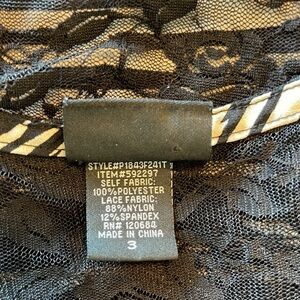 STYLE#P1843F241T
ITEM#592297
SELF FABRIC:
100%POLYESTER
LACE FABRIC:
88%NYLON
12%SPANDEX
RN# 120684
MADE IN CHINA
3